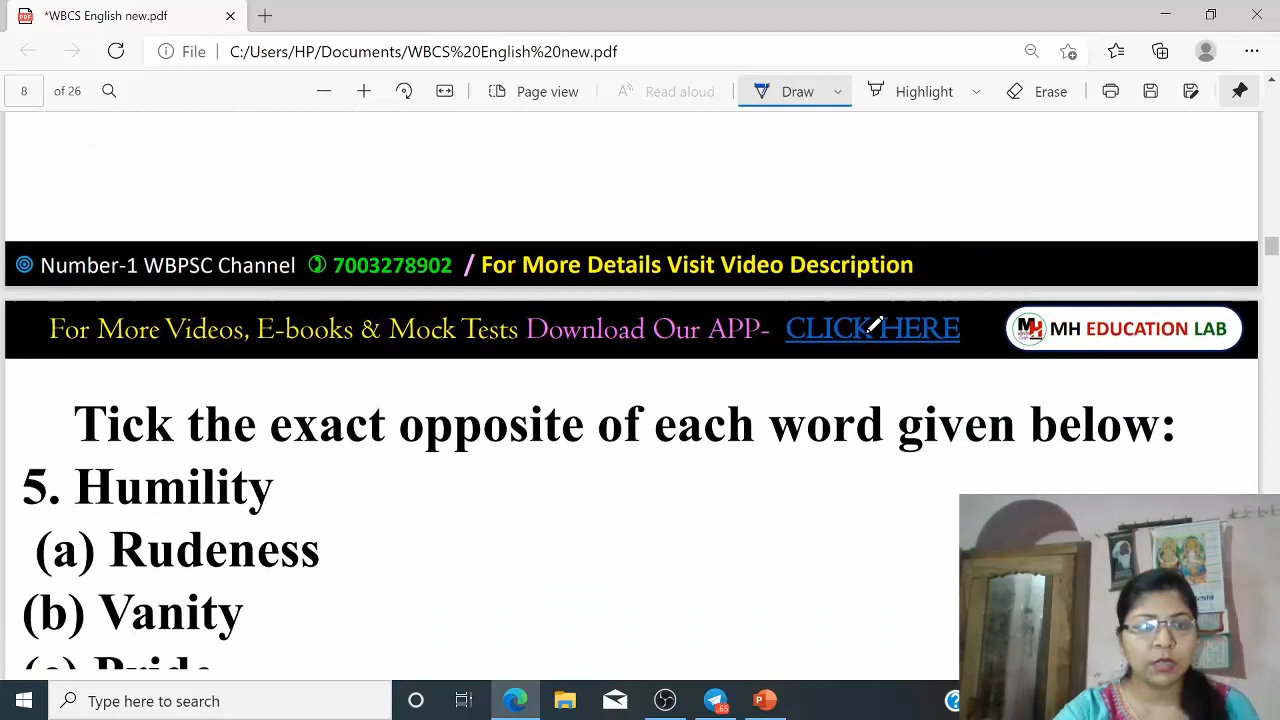 *WBCS English new.pdf
File C:/Users/HP/Documents/WBCS%20English%20new.pdf
8 of 26 Page view Read aloud Draw Highlight Erase
Number-1 WBPSC Channel 7003278902 / For More Details Visit Video Description
For More Videos, E-books & Mock Tests Download Our APP- CLICK HERE MH EDUCATION LAB
Tick the exact opposite of each word given below:
5. Humility
(a) Rudeness
(b) Vanity
(c) Pride
Type here to search